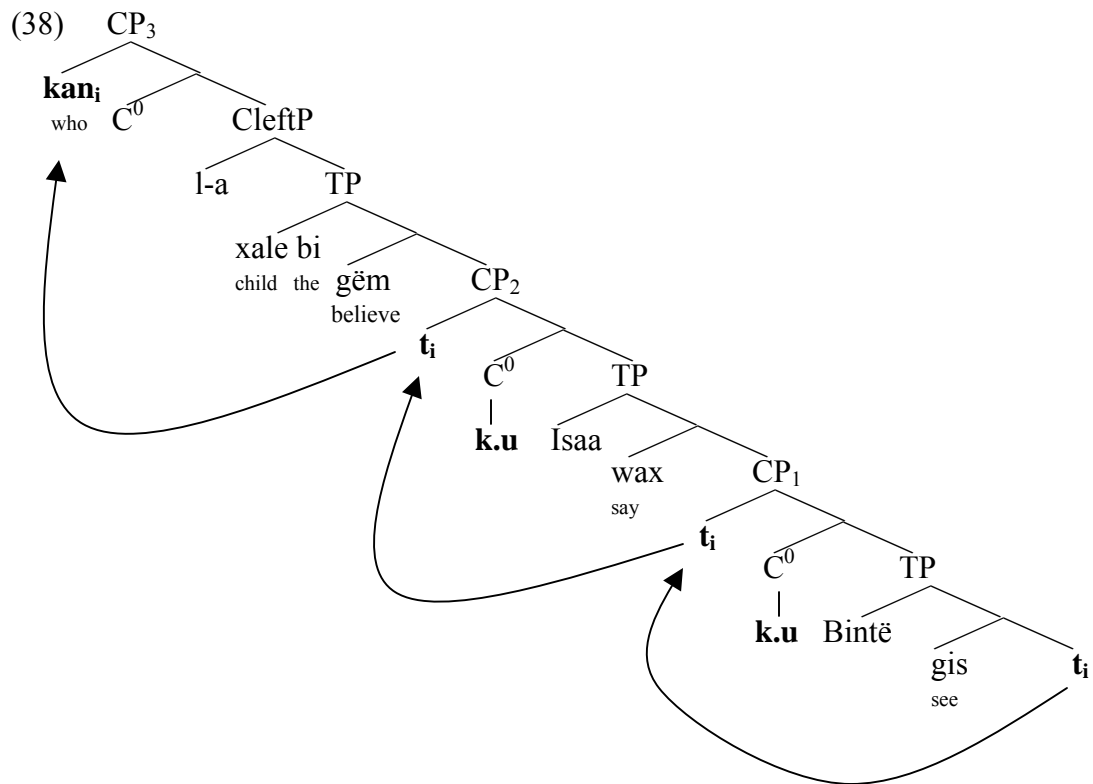 (38) CP₃
kanᵢ C⁰ CleftP
who
l-a TP
xale bi gëm CP₂
child the believe
tᵢ C⁰ TP
k.u Isaa wax CP₁
say
tᵢ C⁰ TP
k.u Bintë gis tᵢ
see